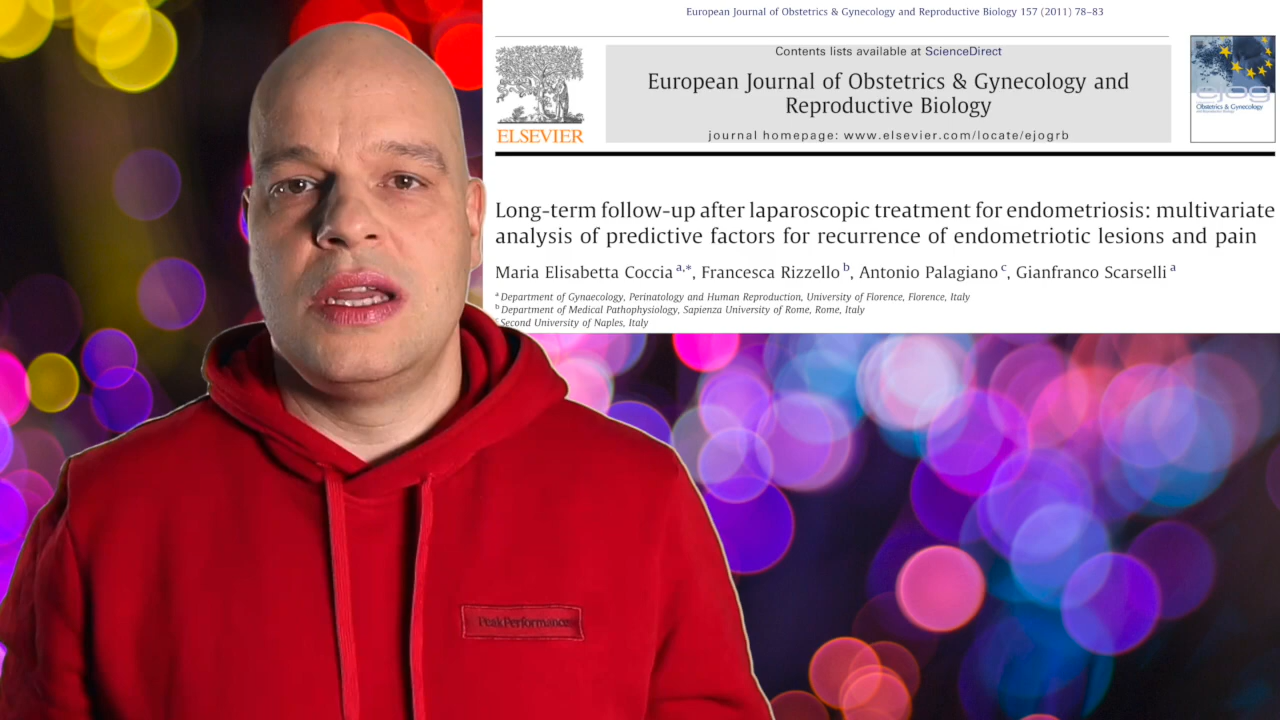 European Journal of Obstetrics & Gynecology and Reproductive Biology 157 (2011) 78–83
Contents lists available at ScienceDirect
European Journal of Obstetrics & Gynecology and
Reproductive Biology
journal homepage: www.elsevier.com/locate/ejogrb
ELSEVIER
ejog
Obstetrics & Gynecology
Long-term follow-up after laparoscopic treatment for endometriosis: multivariate
analysis of predictive factors for recurrence of endometriotic lesions and pain
Maria Elisabetta Coccia a,*, Francesca Rizzello b, Antonio Palagiano c, Gianfranco Scarselli a
a Department of Gynaecology, Perinatology and Human Reproduction, University of Florence, Florence, Italy
b Department of Medical Pathophysiology, Sapienza University of Rome, Rome, Italy
c Second University of Naples, Italy
PeakPerformance